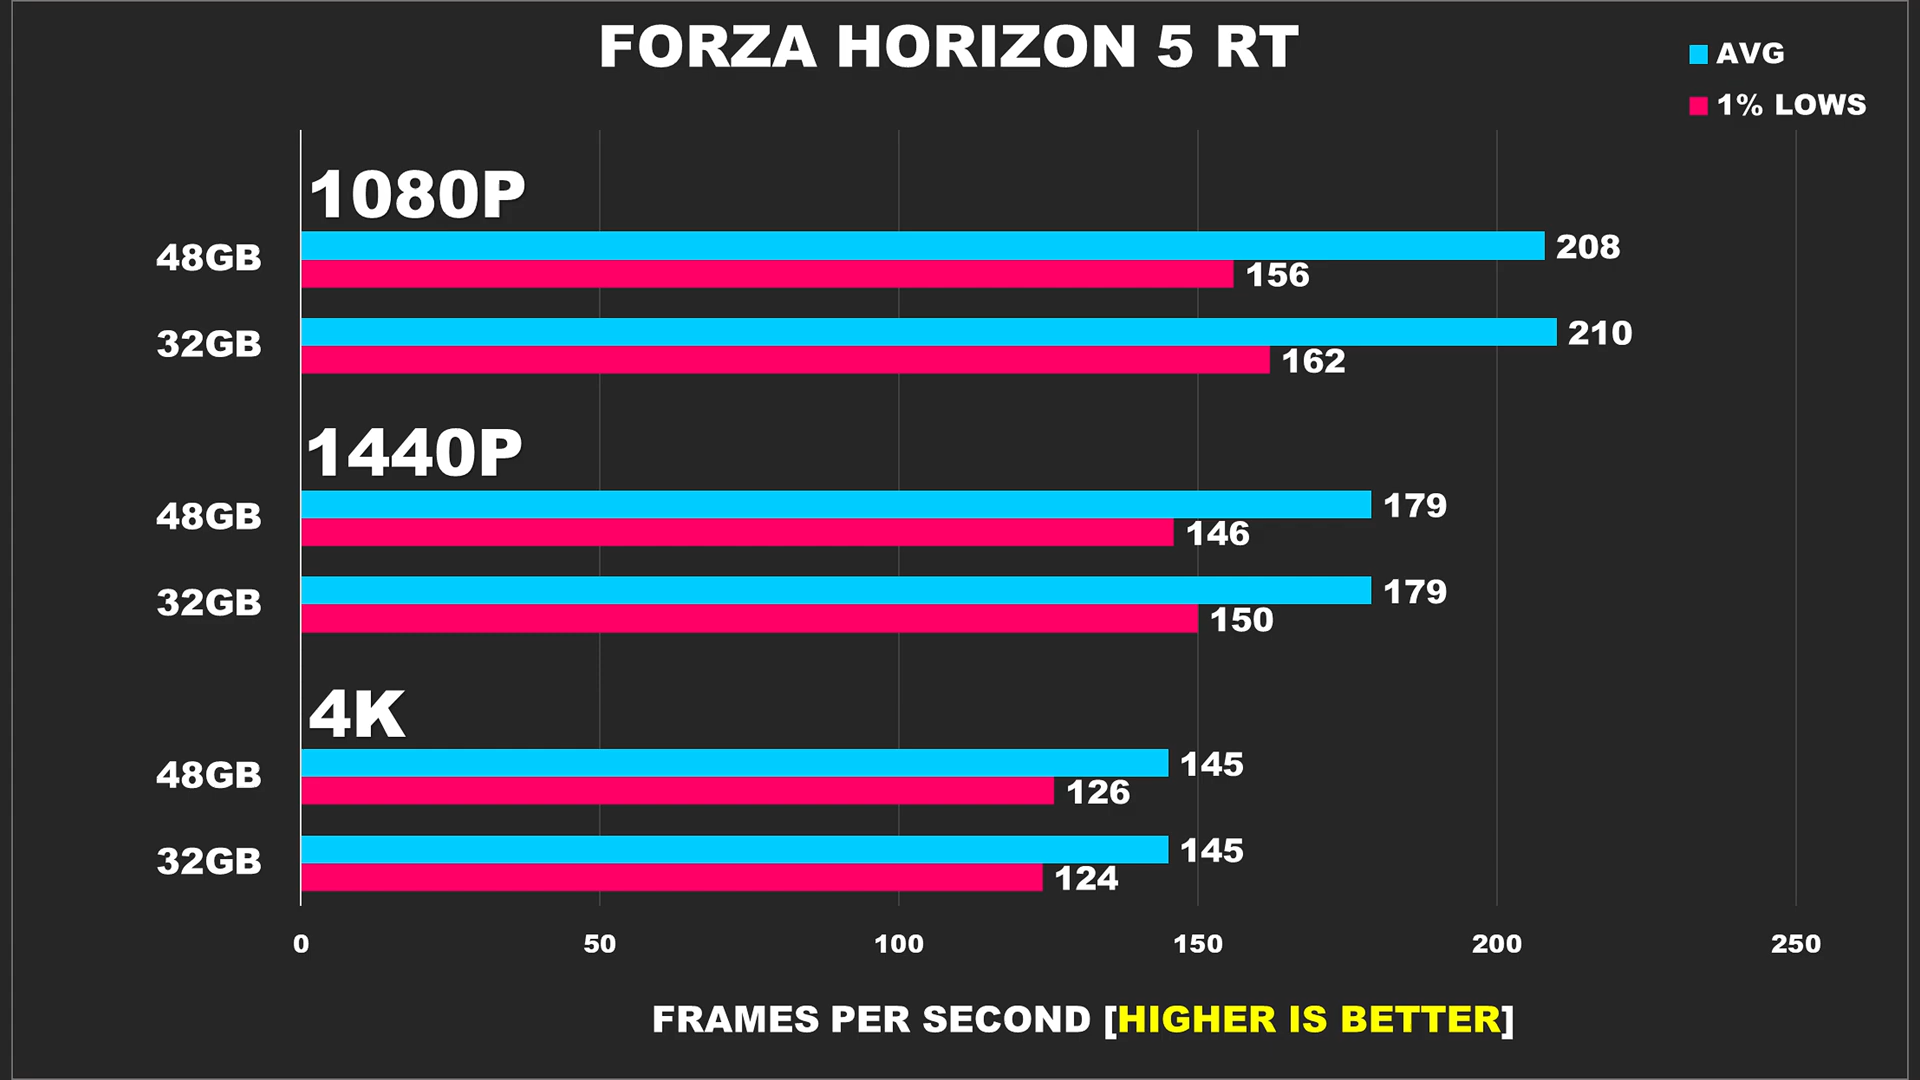 FORZA HORIZON 5 RT
AVG
1% LOWS
1080P
48GB
208
156
32GB
210
162
1440P
48GB
179
146
32GB
179
150
4K
48GB
145
126
32GB
145
124
0 50 100 150 200 250
FRAMES PER SECOND [HIGHER IS BETTER]